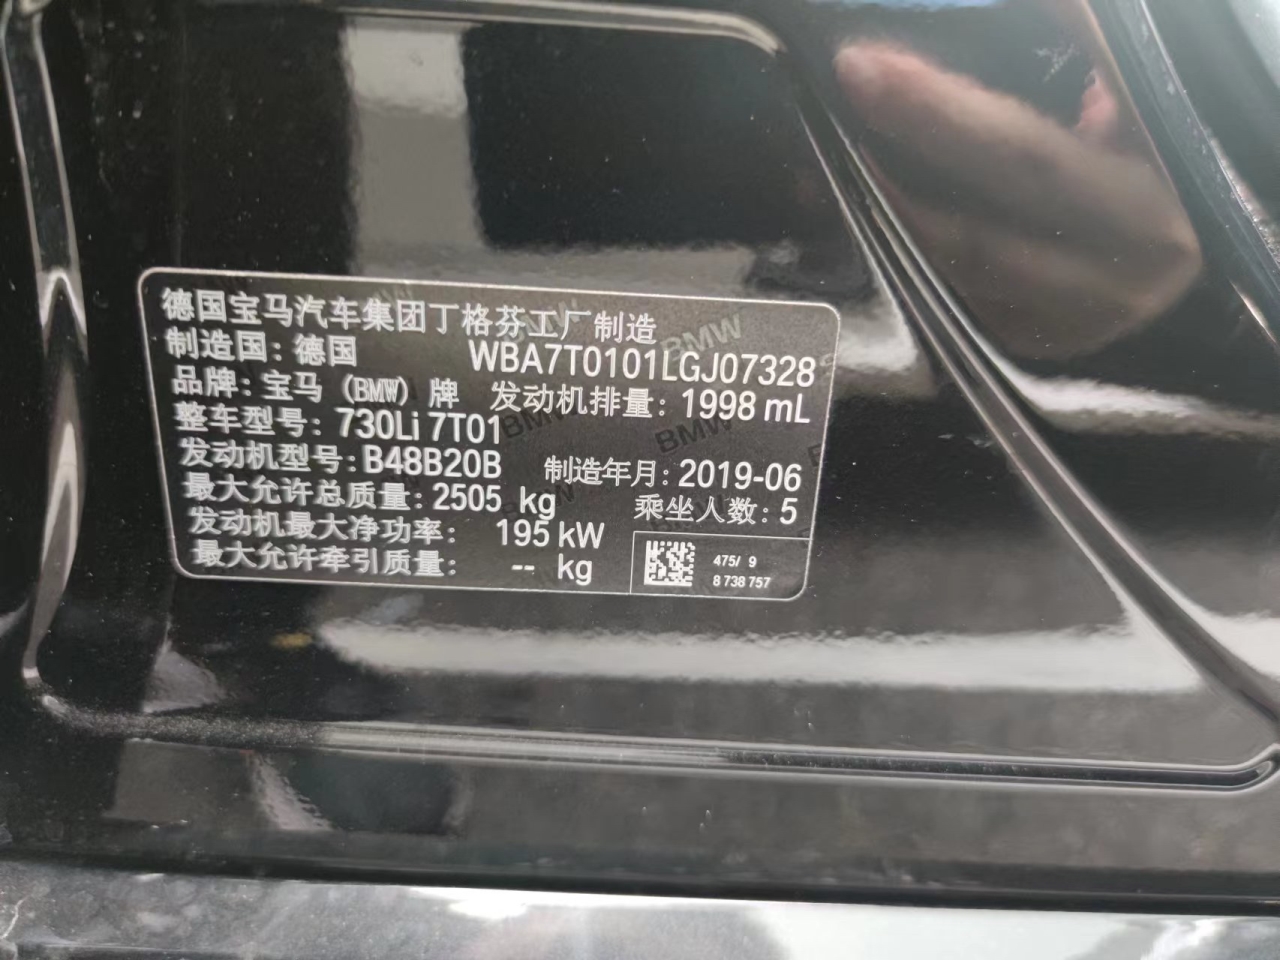 德国宝马汽车集团丁格芬工厂制造
制造国：德国 WBA7T0101LGJ07328
品牌：宝马 (BMW) 牌 发动机排量：1998 mL
整车型号：730Li 7T01
发动机型号：B48B20B 制造年月：2019-06
最大允许总质量：2505 kg 乘坐人数：5
发动机最大净功率： 195 kW
最大允许牵引质量： -- kg
475/ 9
8 738 757
BMW
BMW
BMW
BMW